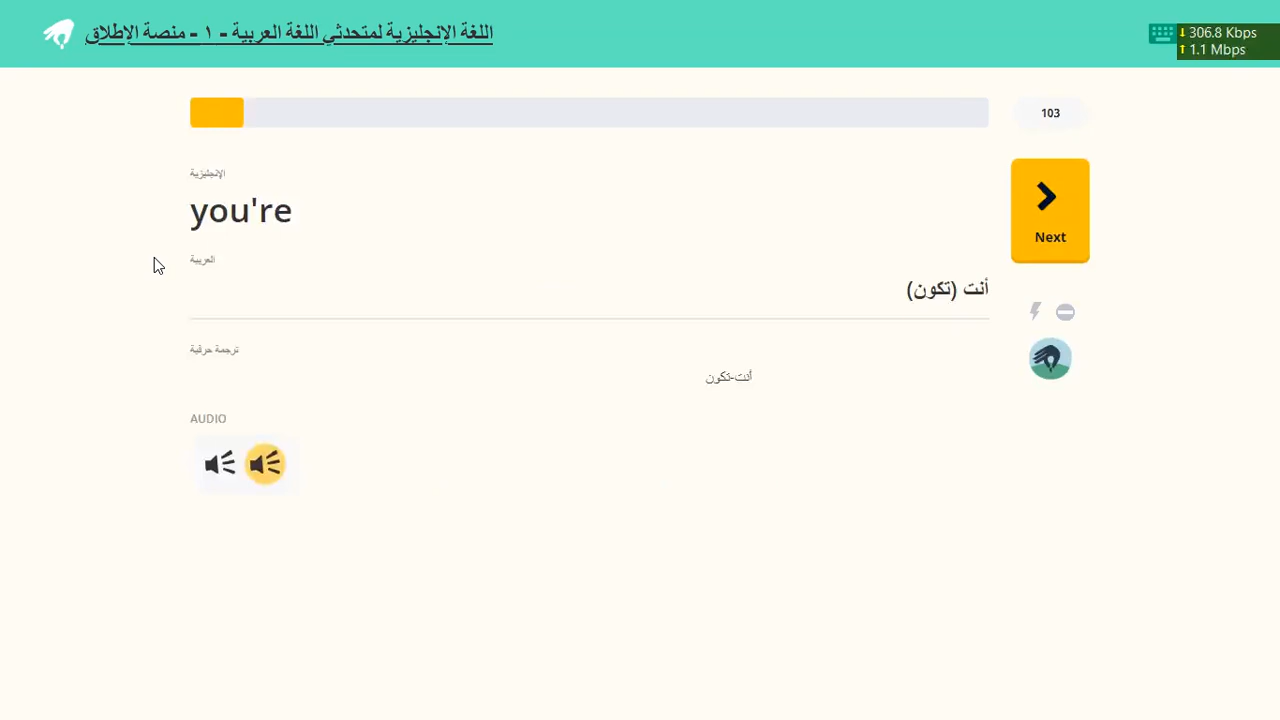 اللغة الإنجليزية لمتحدثي اللغة العربية - ١ - منصة الإطلاق
306.8 Kbps
1.1 Mbps
103
الإنجليزية
you're
Next
العربية
أنت (تكون)
ترجمة حرفية
أنت-تكون
AUDIO